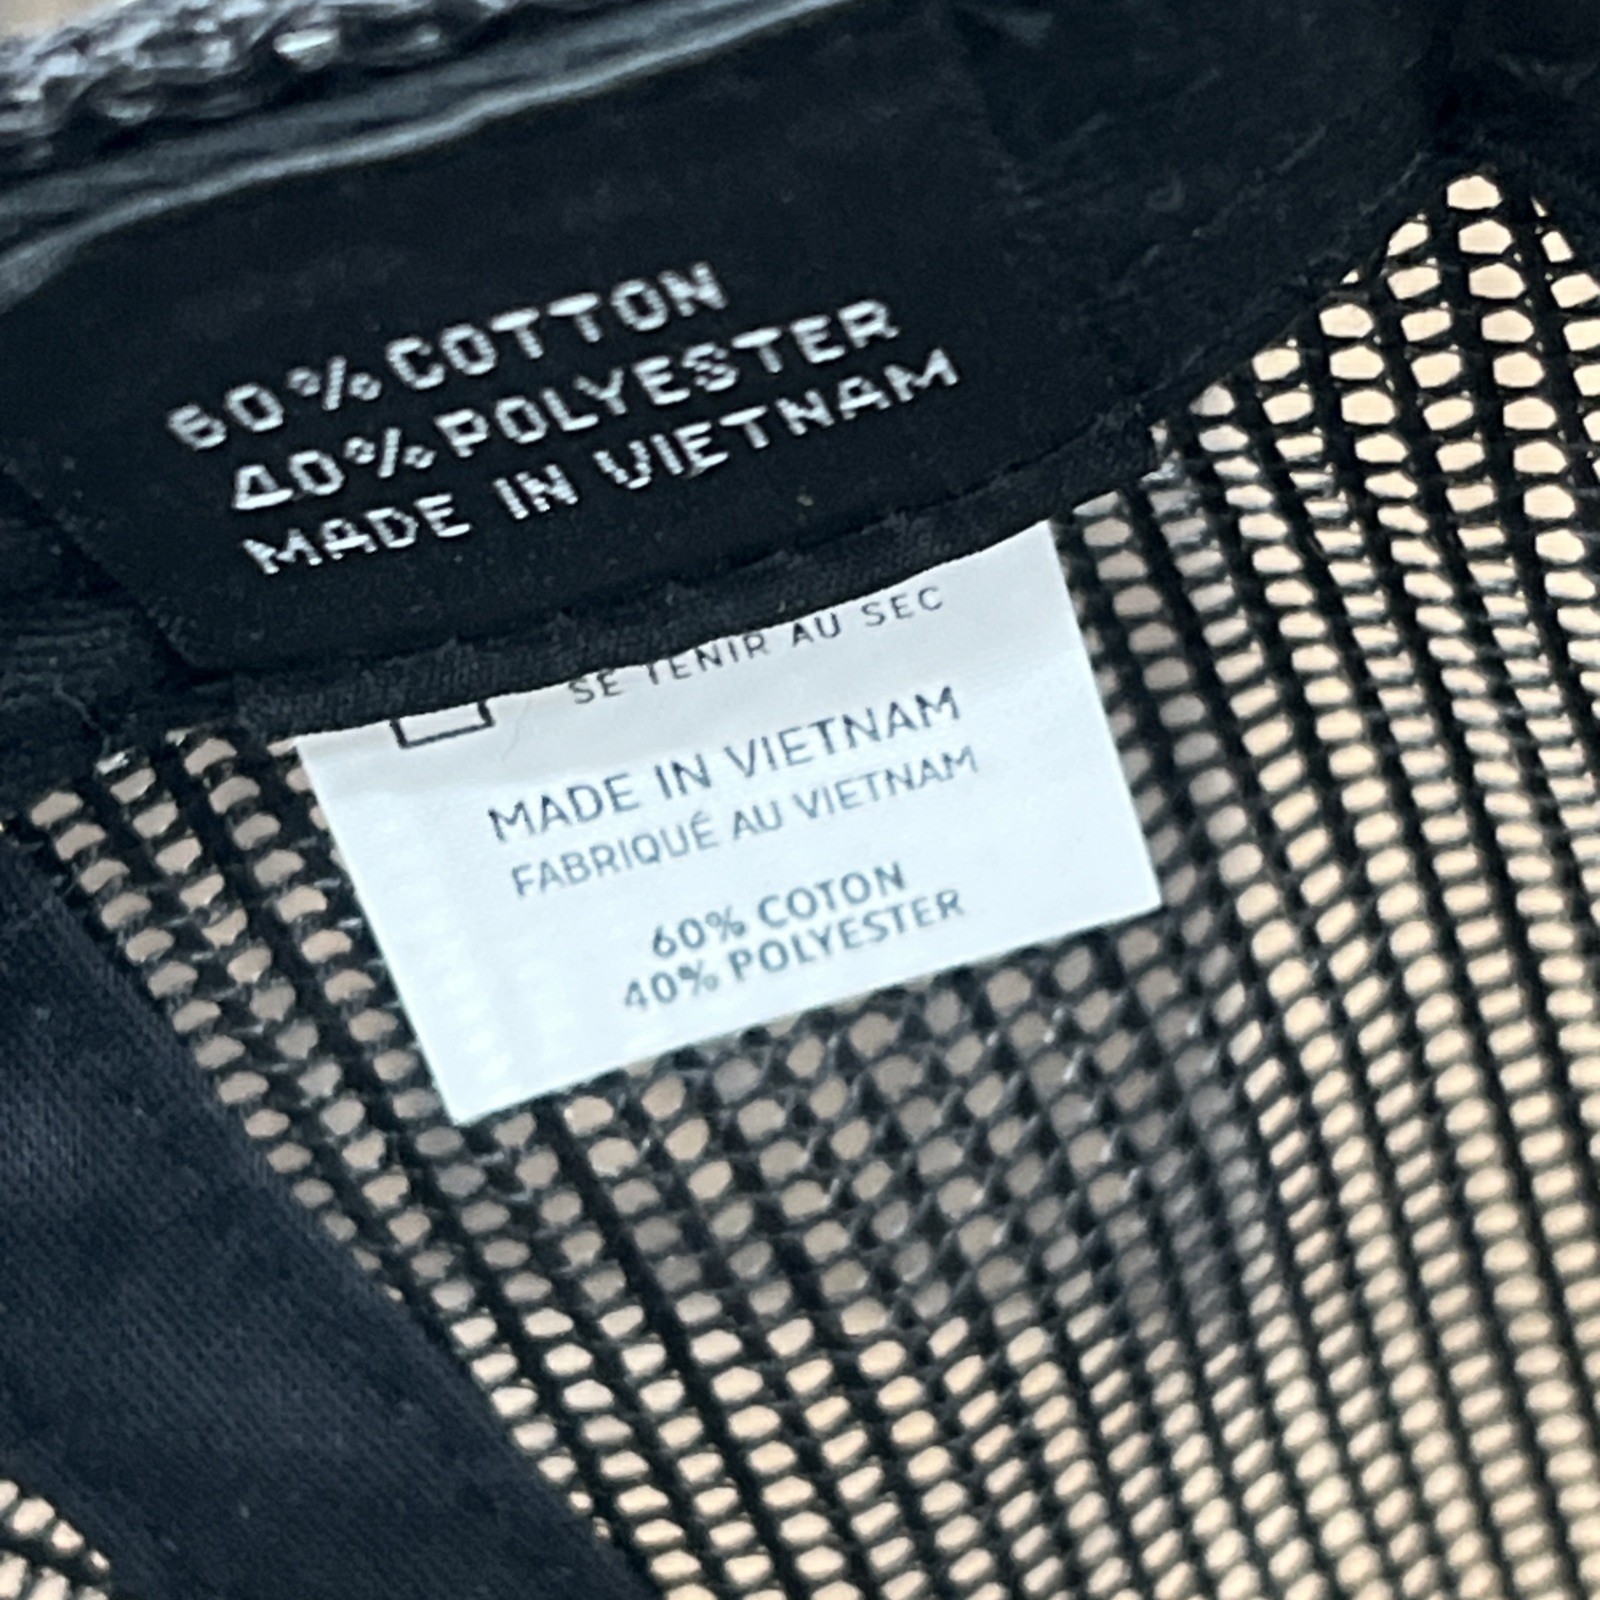 60% COTTON
40% POLYESTER
MADE IN VIETNAM
SE TENIR AU SEC
MADE IN VIETNAM
FABRIQUÉ AU VIETNAM
60% COTON
40% POLYESTER